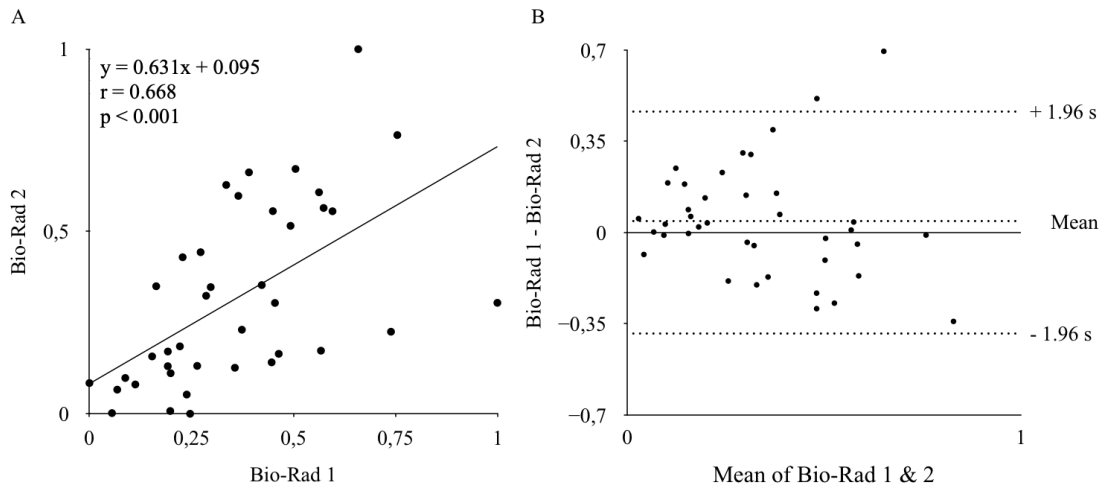 A
Bio-Rad 2
1
0,5
0
y = 0.631x + 0.095
r = 0.668
p < 0.001
0
0,25
0,5
0,75
1
Bio-Rad 1
B
Bio-Rad 1 - Bio-Rad 2
0,7
0,35
0
−0,35
−0,7
+ 1.96 s
Mean
- 1.96 s
0
1
Mean of Bio-Rad 1 & 2